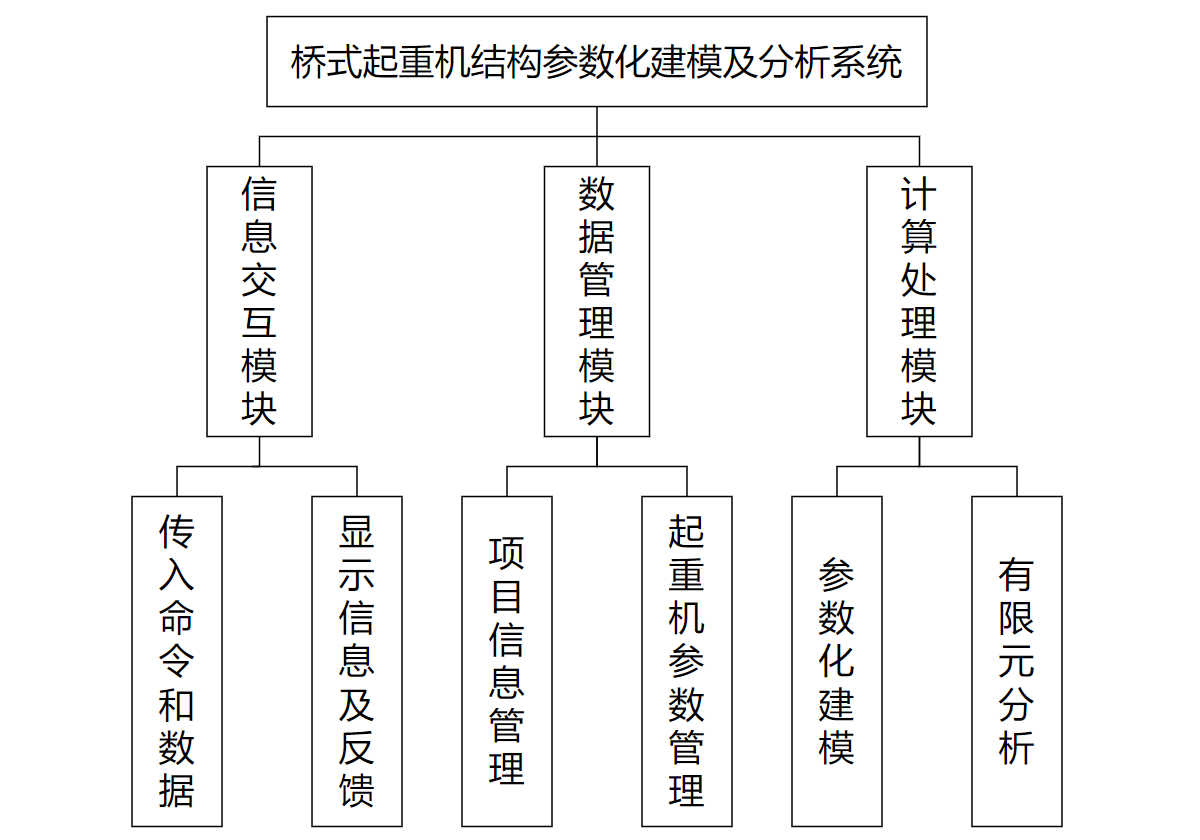 桥式起重机结构参数化建模及分析系统
信息交互模块
数据管理模块
计算处理模块
传入命令和数据
显示信息及反馈
项目信息管理
起重机参数管理
参数化建模
有限元分析